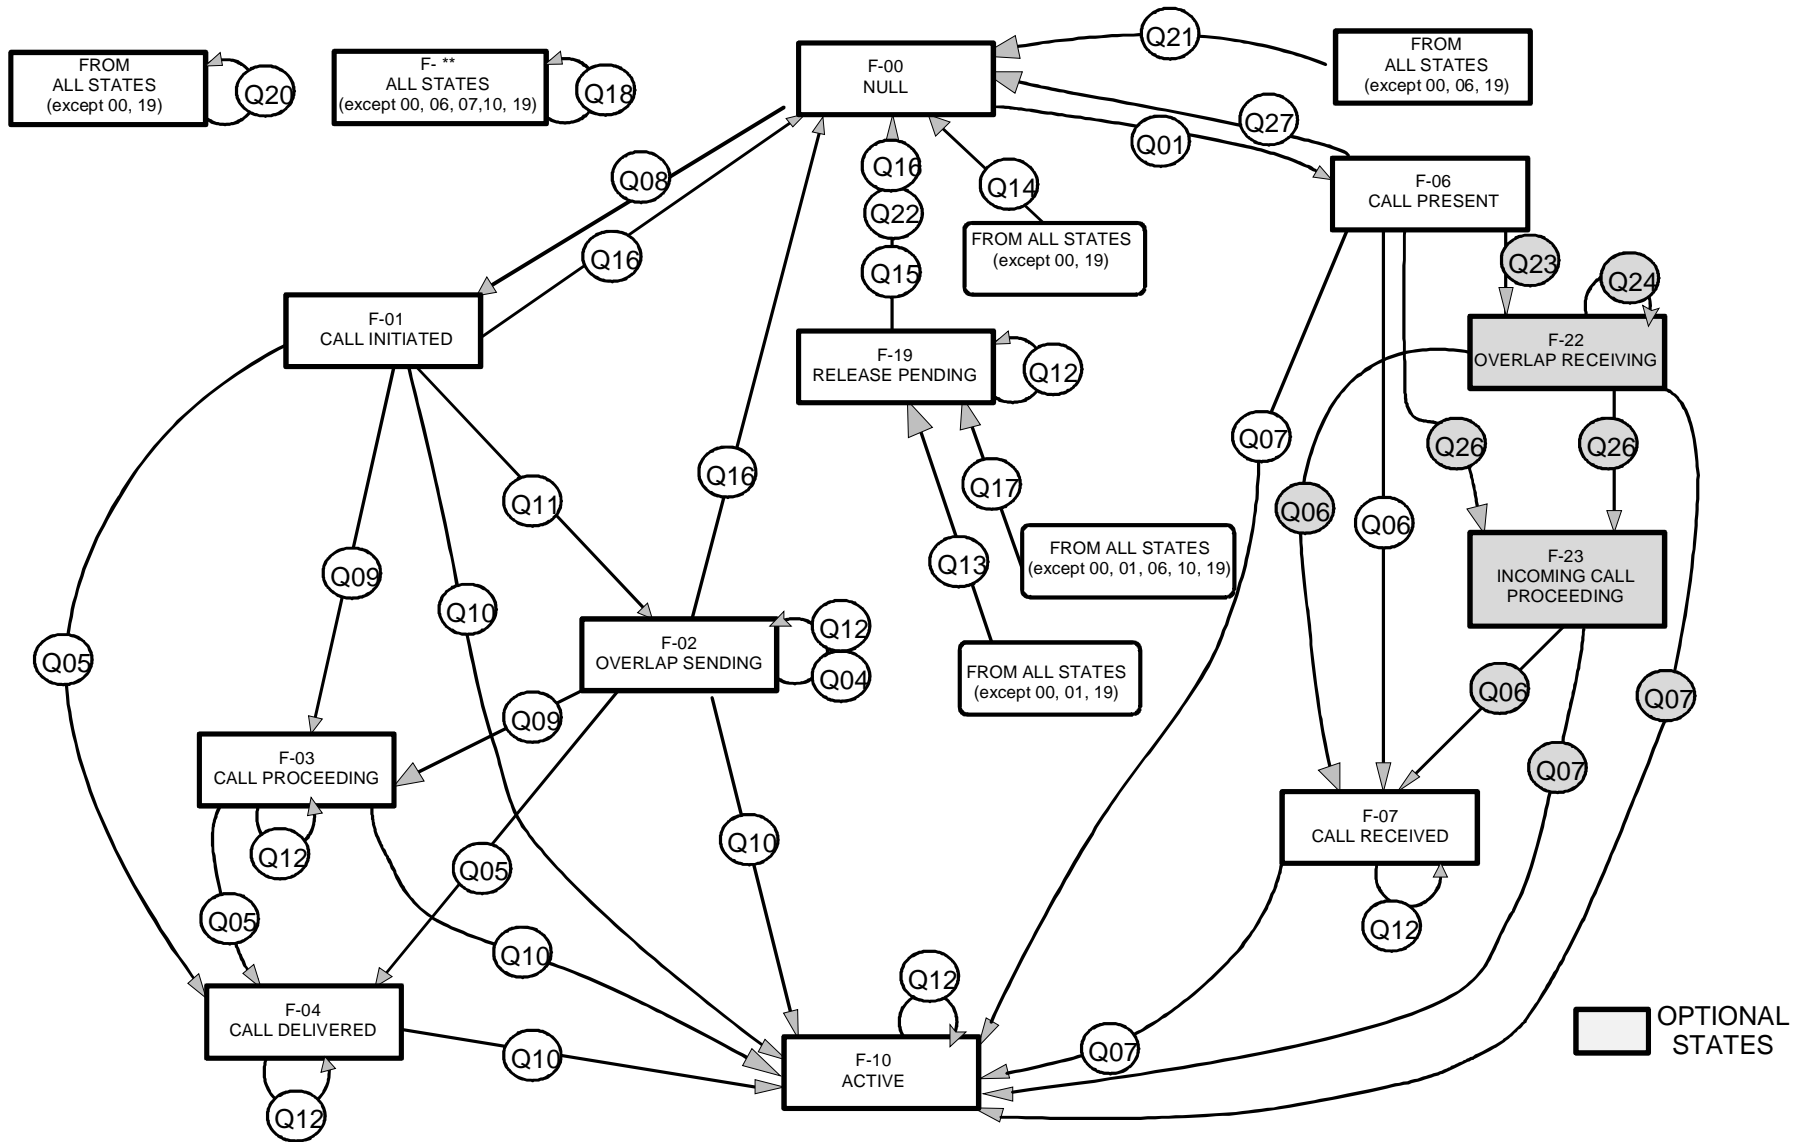 FROM
ALL STATES
(except 00, 19)
Q20
F- **
ALL STATES
(except 00, 06, 07,10, 19)
Q18
F-00
NULL
Q21
FROM
ALL STATES
(except 00, 06, 19)
Q27
Q01
F-06
CALL PRESENT
Q08
Q16
Q16
Q22
Q15
Q14
FROM ALL STATES
(except 00, 19)
Q23
Q24
F-01
CALL INITIATED
F-19
RELEASE PENDING
Q12
F-22
OVERLAP RECEIVING
Q07
Q26
Q26
Q16
Q11
Q17
Q06
Q06
Q09
Q10
Q13
FROM ALL STATES
(except 00, 01, 06, 10, 19)
F-23
INCOMING CALL
PROCEEDING
Q05
F-02
OVERLAP SENDING
Q12
Q04
FROM ALL STATES
(except 00, 01, 19)
Q06
Q07
Q09
F-03
CALL PROCEEDING
Q07
Q12
Q05
Q10
F-07
CALL RECEIVED
Q05
Q10
Q12
Q12
F-04
CALL DELIVERED
Q10
Q07
F-10
ACTIVE
Q12
OPTIONAL
STATES